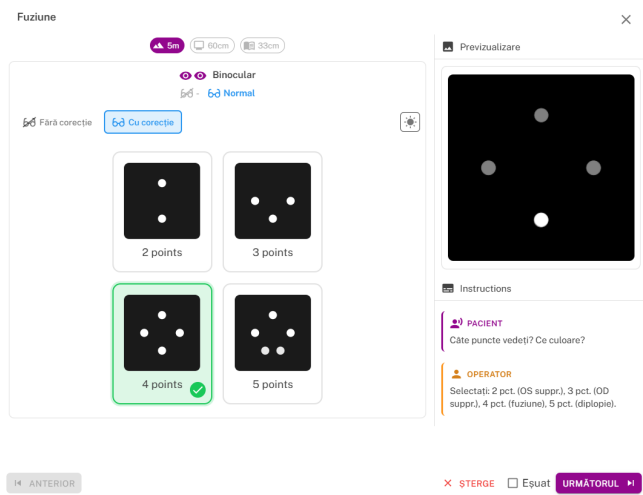 Fuziune
5m
60cm
33cm
Binocular
- Normal
Fără corecție
Cu corecție
2 points
3 points
4 points
5 points
Previzualizare
Instructions
PACIENT
Câte puncte vedeți? Ce culoare?
OPERATOR
Selectați: 2 pct. (OS suppr.), 3 pct. (OD
suppr.), 4 pct. (fuziune), 5 pct. (diplopie).
ANTERIOR
ȘTERGE
Eșuat
URMĂTORUL